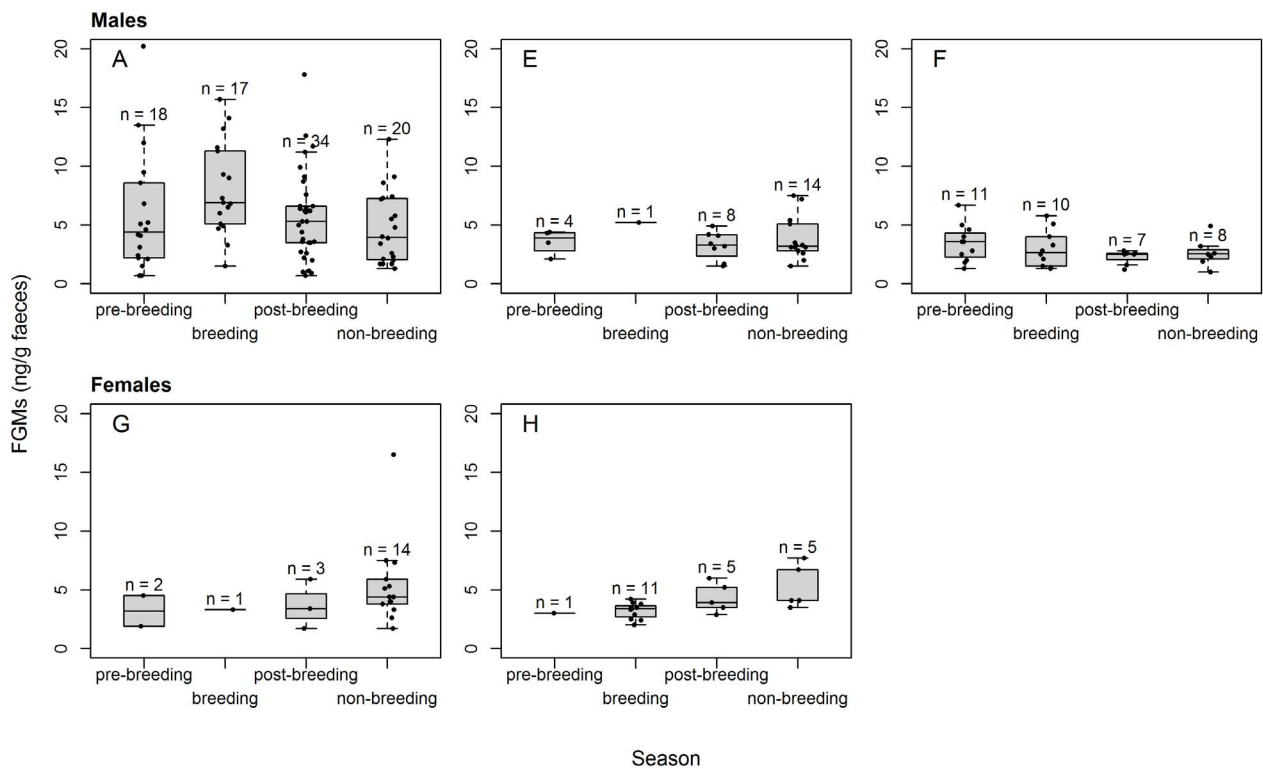 Males
A
n = 18
n = 17
n = 34
n = 20
0
5
10
15
20
pre-breeding
breeding
post-breeding
non-breeding
E
n = 4
n = 1
n = 8
n = 14
0
5
10
15
20
pre-breeding
breeding
post-breeding
non-breeding
F
n = 11
n = 10
n = 7
n = 8
0
5
10
15
20
pre-breeding
breeding
post-breeding
non-breeding
FGMs (ng/g faeces)
Females
G
n = 2
n = 1
n = 3
n = 14
0
5
10
15
20
pre-breeding
breeding
post-breeding
non-breeding
H
n = 1
n = 11
n = 5
n = 5
0
5
10
15
20
pre-breeding
breeding
post-breeding
non-breeding
Season